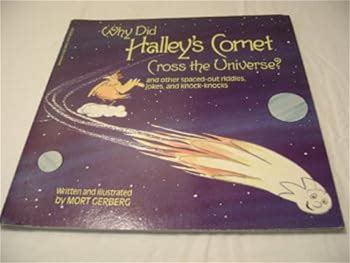 Why Did
Halley's Comet
Cross the Universe?
and other spaced-out riddles,
jokes, and knock-knocks
Written and illustrated
by MORT GERBERG